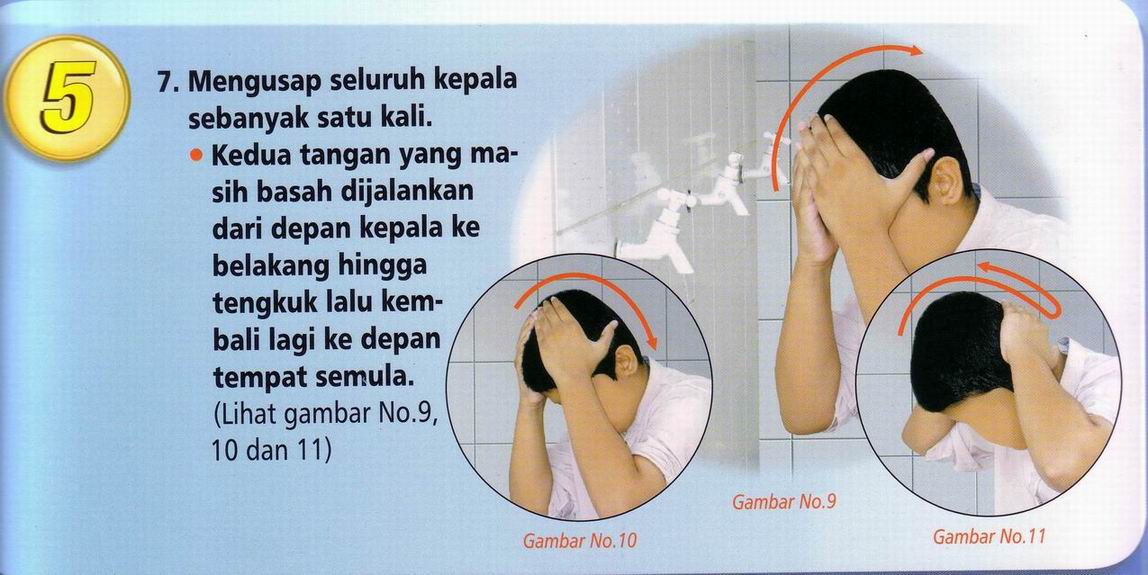 5
7. Mengusap seluruh kepala
sebanyak satu kali.
• Kedua tangan yang ma-
sih basah dijalankan
dari depan kepala ke
belakang hingga
tengkuk lalu kem-
bali lagi ke depan
tempat semula.
(Lihat gambar No.9,
10 dan 11)
Gambar No.9
Gambar No.10
Gambar No.11